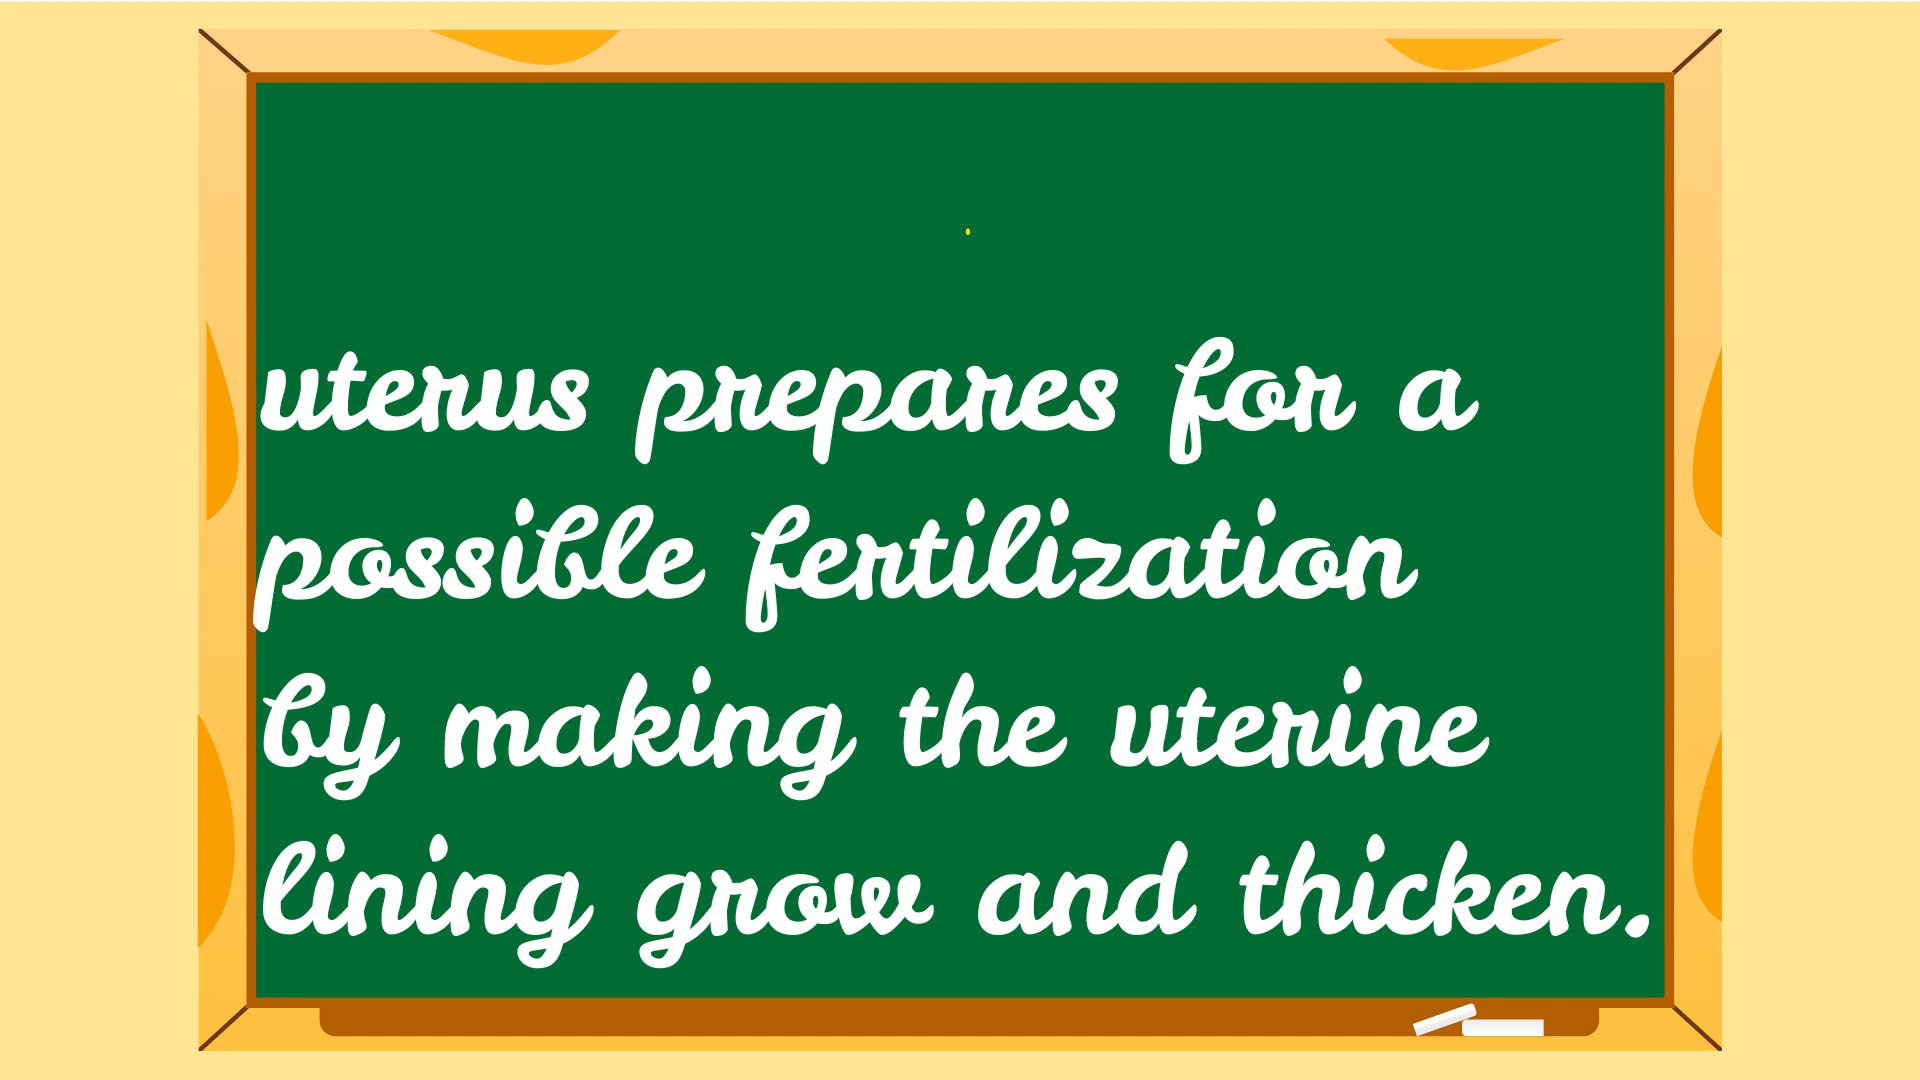 uterus prepares for a
possible fertilization
by making the uterine
lining grow and thicken.